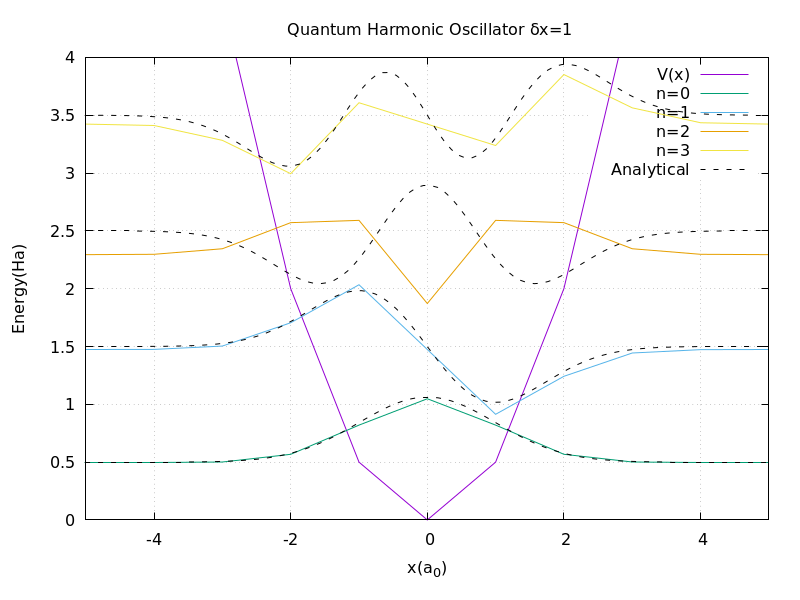 Quantum Harmonic Oscillator δx=1
4
3.5
3
2.5
2
1.5
1
0.5
0
Energy(Ha)
V(x)
n=0
n=1
n=2
n=3
Analytical
-4 -2 0 2 4
x(a0)